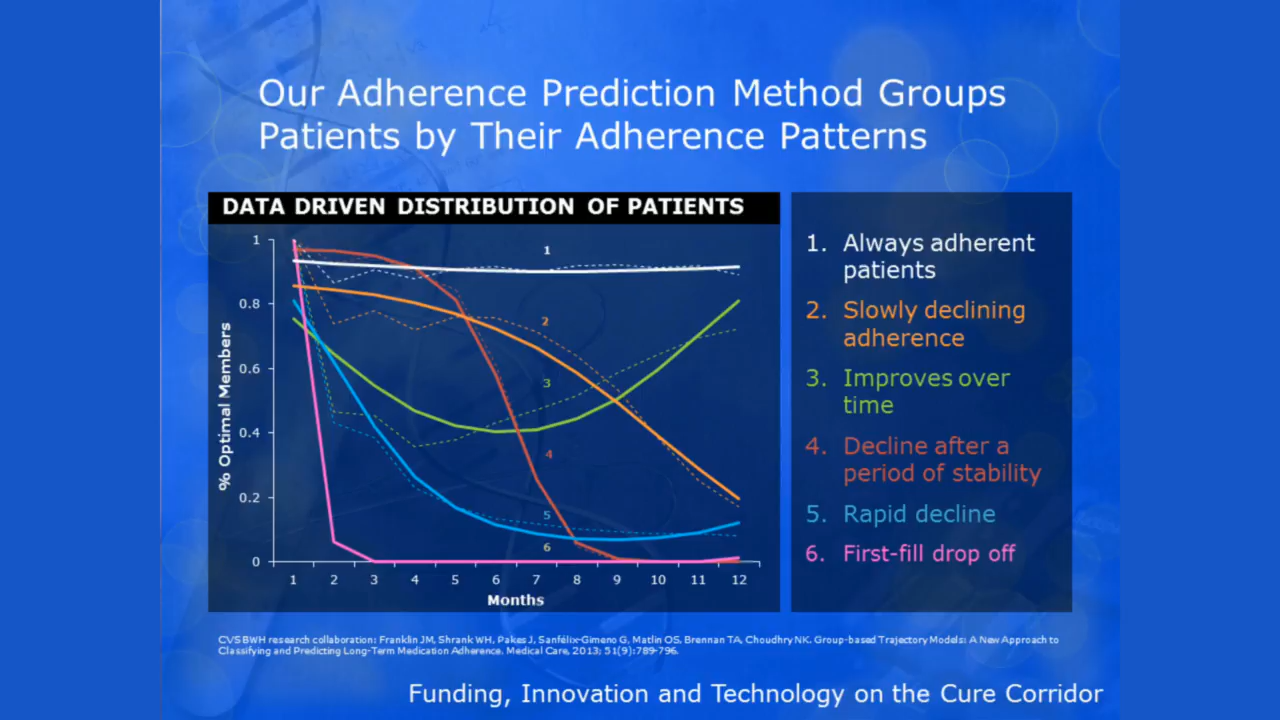 Our Adherence Prediction Method Groups
Patients by Their Adherence Patterns
DATA DRIVEN DISTRIBUTION OF PATIENTS
% Optimal Members
1
0.8
0.6
0.4
0.2
0
1
2
3
4
5
6
1 2 3 4 5 6 7 8 9 10 11 12
Months
1. Always adherent
patients
2. Slowly declining
adherence
3. Improves over
time
4. Decline after a
period of stability
5. Rapid decline
6. First-fill drop off
CVS BWH research collaboration: Franklin JM, Shrank WH, Pakes J, Sanfélix-Gimeno G, Matlin OS, Brennan TA, Choudhry NK. Group-based Trajectory Models: A New Approach to
Classifying and Predicting Long-Term Medication Adherence. Medical Care, 2013; 51(9):789-796.
Funding, Innovation and Technology on the Cure Corridor